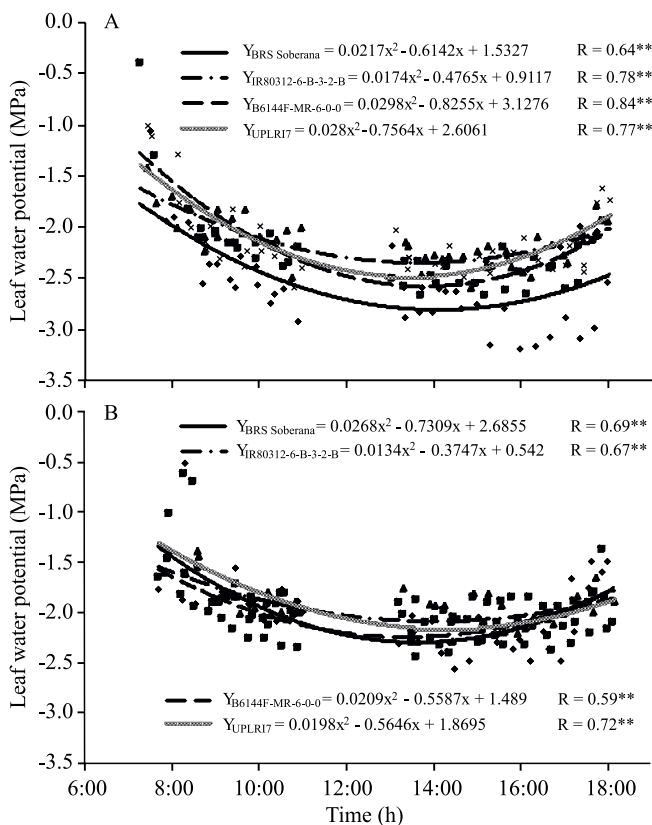 0.0
A
Y BRS Soberana = 0.0217x² -0.6142x + 1.5327 R = 0.64**
-0.5
Y IR80312-6-B-3-2-B = 0.0174x² -0.4765x + 0.9117 R = 0.78**
Y B6144F-MR-6-0-0 = 0.0298x² -0.8255x + 3.1276 R = 0.84**
-1.0
Y UPLRI7 = 0.028x² -0.7564x + 2.6061 R = 0.77**
-1.5
-2.0
-2.5
-3.0
-3.5
Leaf water potential (MPa)
0.0
B
Y BRS Soberana = 0.0268x² - 0.7309x + 2.6855 R = 0.69**
Y IR80312-6-B-3-2-B = 0.0134x² - 0.3747x + 0.542 R = 0.67**
-0.5
-1.0
-1.5
-2.0
-2.5
Y B6144F-MR-6-0-0 = 0.0209x² - 0.5587x + 1.489 R = 0.59**
-3.0
Y UPLRI7 = 0.0198x² - 0.5646x + 1.8695 R = 0.72**
-3.5
Leaf water potential (MPa)
6:00 8:00 10:00 12:00 14:00 16:00 18:00
Time (h)